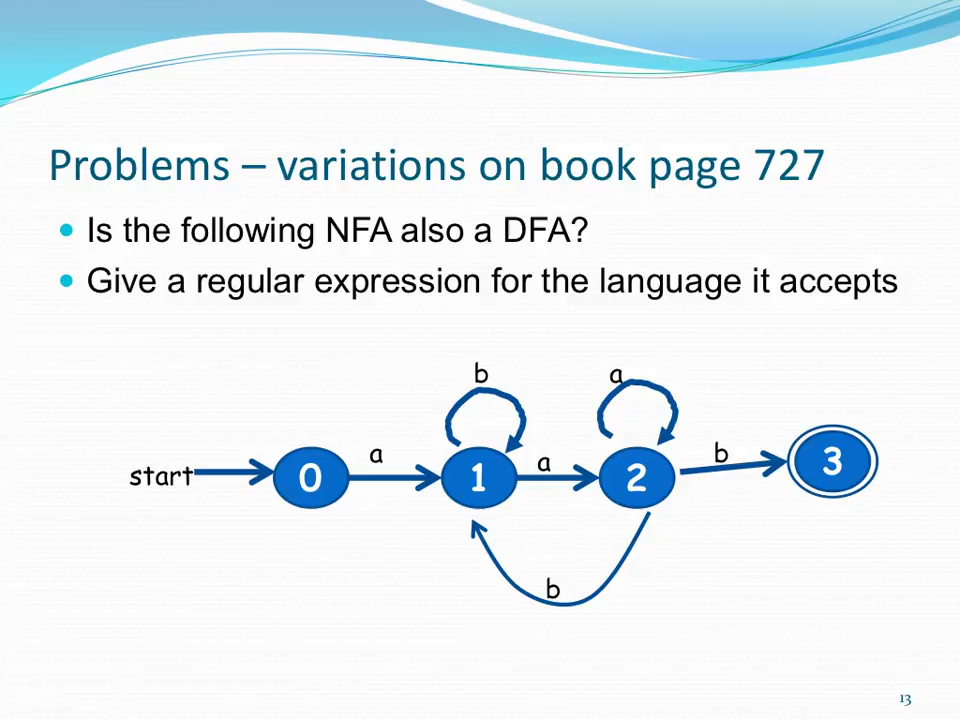 Problems – variations on book page 727
Is the following NFA also a DFA?
Give a regular expression for the language it accepts
b
a
start
0
a
1
a
2
b
3
b
13